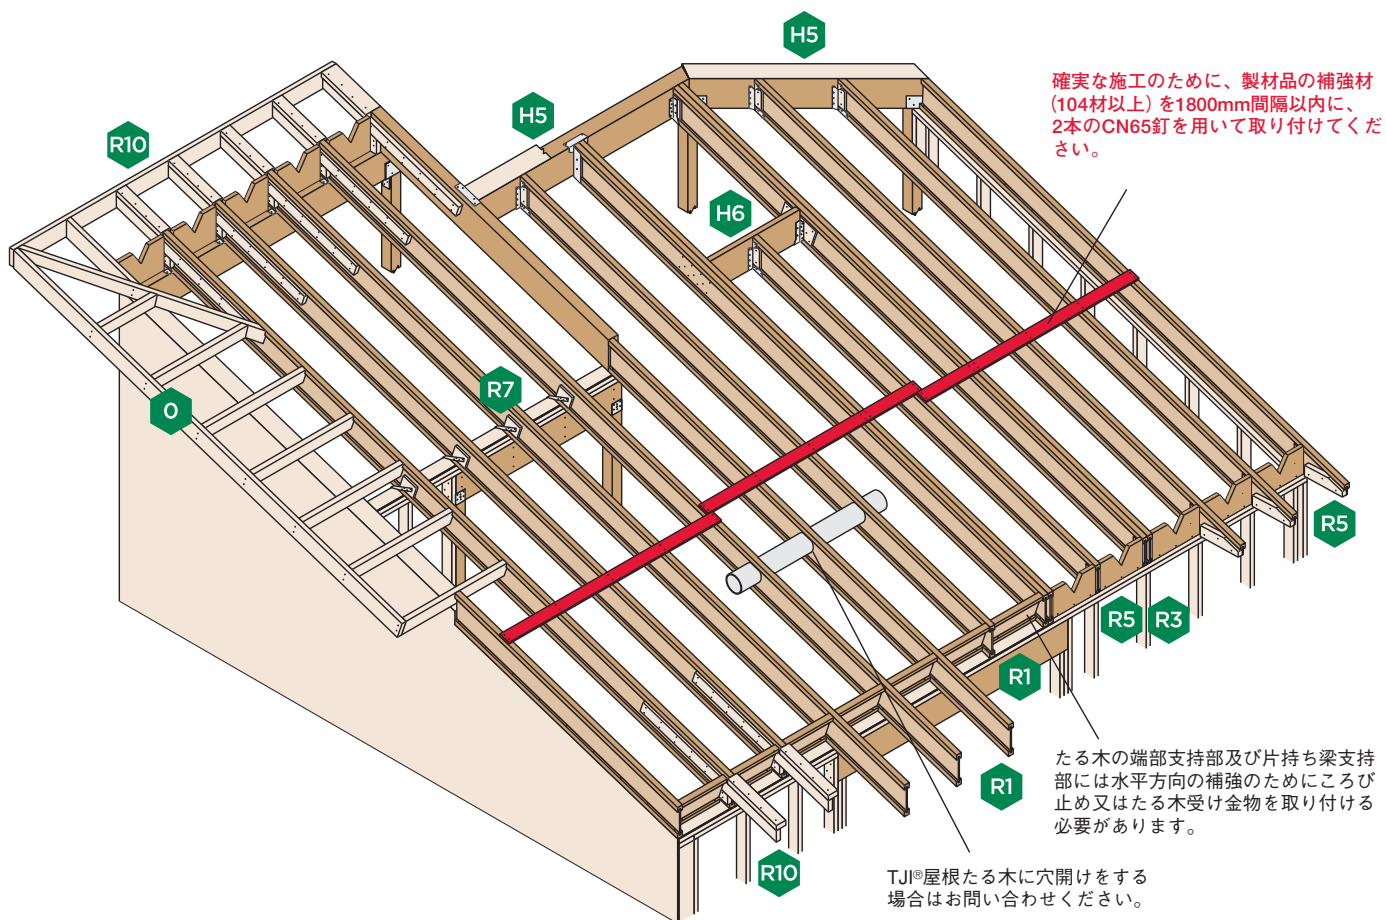 H5
確実な施工のために、製材品の補強材
(104材以上) を1800mm間隔以内に、
2本のCN65釘を用いて取り付けてくだ
さい。
H5
R10
H6
R7
O
R5
R5
R3
R1
R1
たる木の端部支持部及び片持ち梁支持
部には水平方向の補強のためにころび
止め又はたる木受け金物を取り付ける
必要があります。
R10
TJI®屋根たる木に穴開けをする
場合はお問い合わせください。